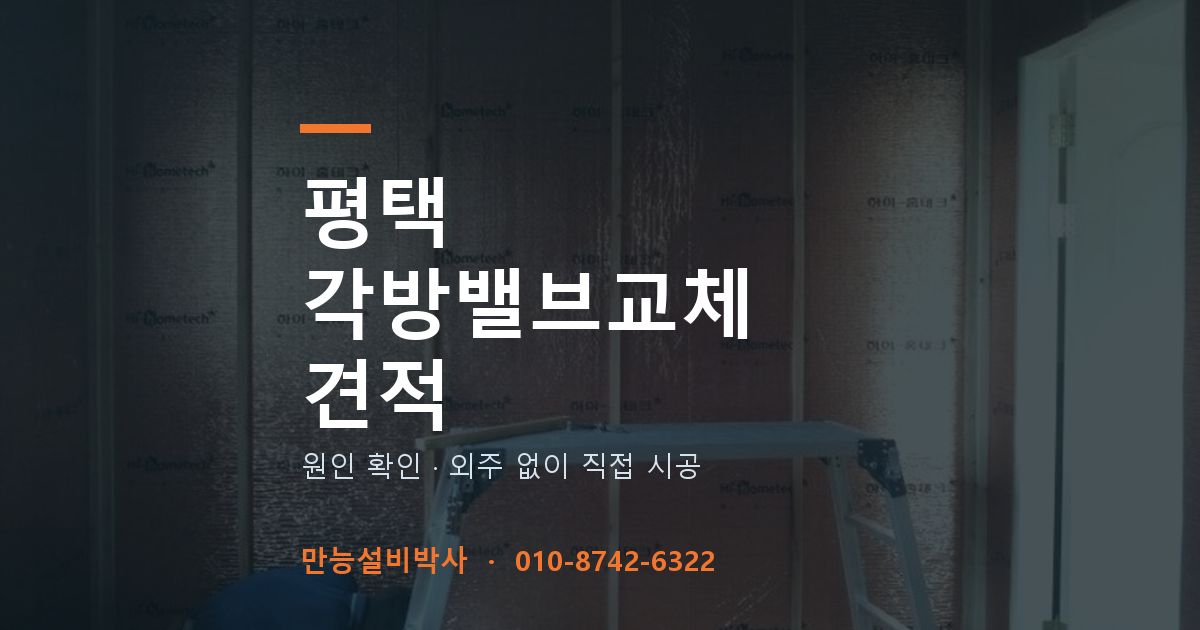 평택
각방밸브교체
견적
원인 확인 · 외주 없이 직접 시공
만능설비박사 · 010-8742-6322